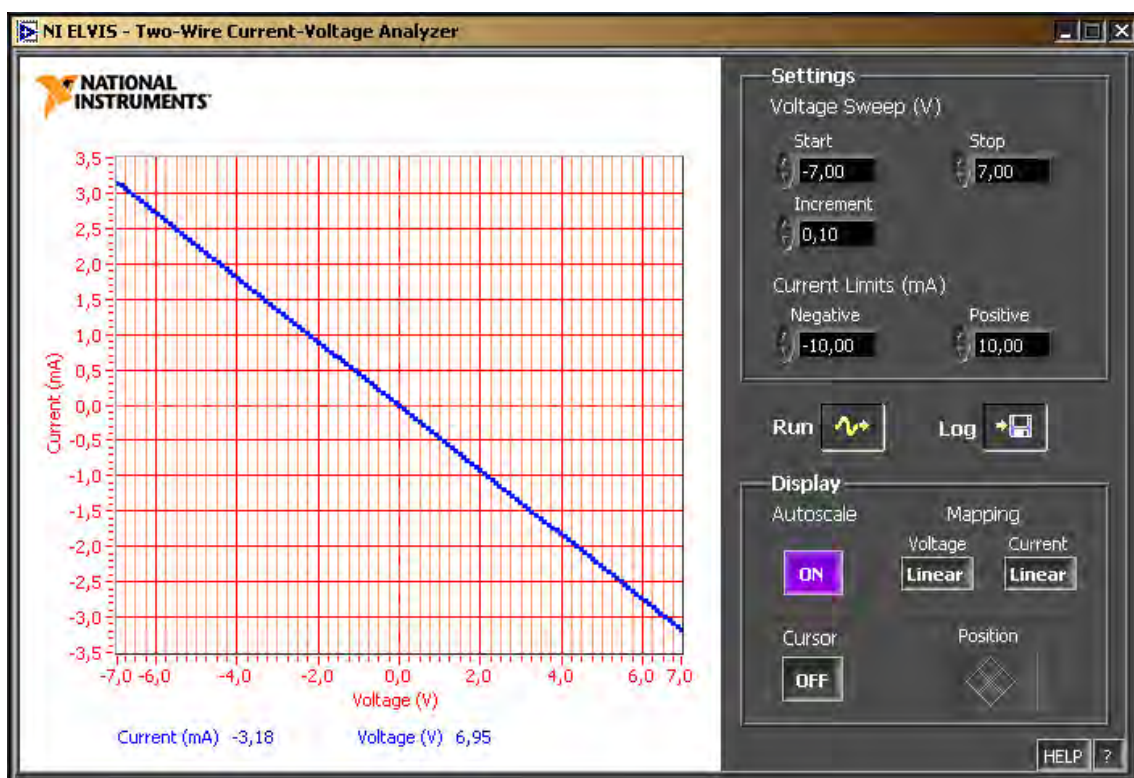 NI ELVIS - Two-Wire Current-Voltage Analyzer
NATIONAL
INSTRUMENTS
3,5
3,0
2,5
2,0
1,5
1,0
0,5
0,0
-0,5
-1,0
-1,5
-2,0
-2,5
-3,0
-3,5
Current (mA)
-7,0 -6,0 -4,0 -2,0 0,0 2,0 4,0 6,0 7,0
Voltage (V)
Current (mA) -3,18 Voltage (V) 6,95
Settings
Voltage Sweep (V)
Start Stop
-7,00 7,00
Increment
0,10
Current Limits (mA)
Negative Positive
-10,00 10,00
Run Log
Display
Autoscale Mapping
Voltage Current
ON Linear Linear
Cursor Position
OFF
HELP ?